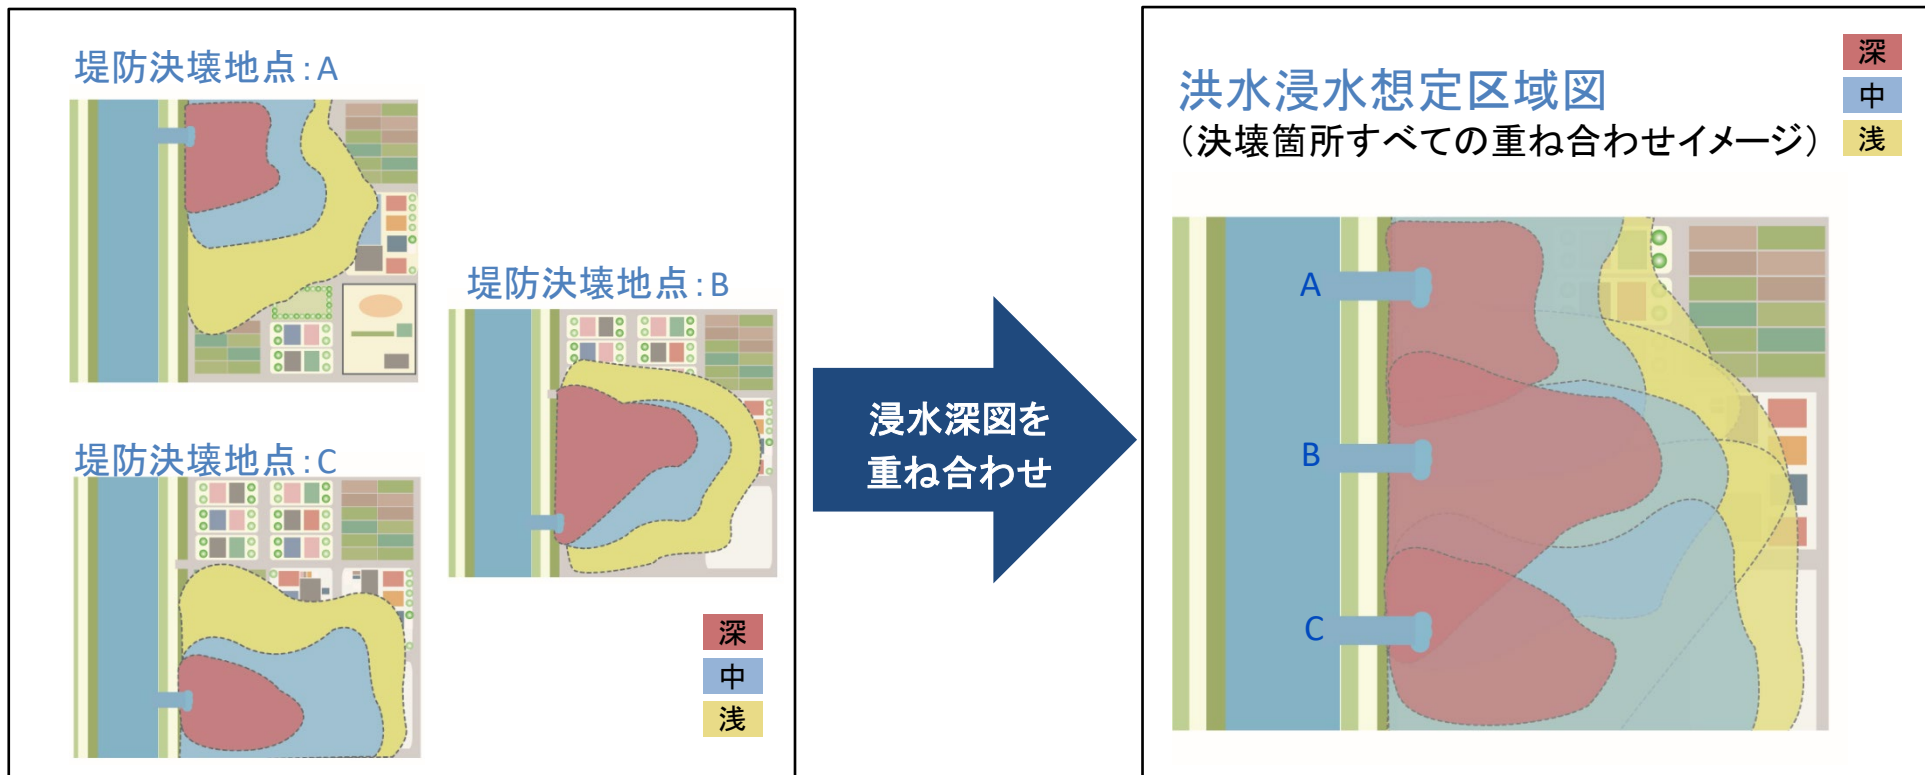 堤防決壊地点:A
堤防決壊地点:B
堤防決壊地点:C
深
中
浅
浸水深図を
重ね合わせ
洪水浸水想定区域図
(決壊箇所すべての重ね合わせイメージ)
深
中
浅
A
B
C